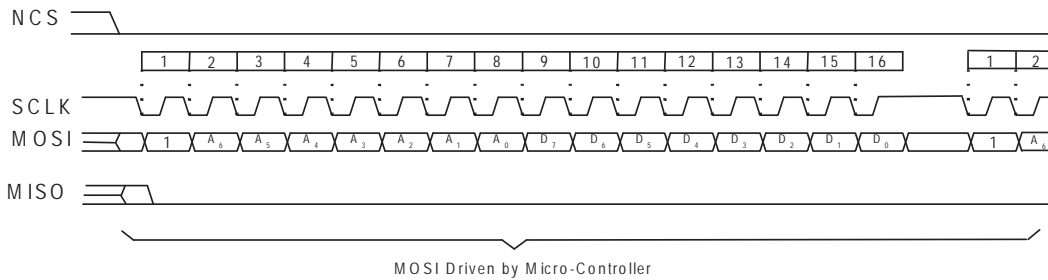 NCS
1 2 3 4 5 6 7 8 9 10 11 12 13 14 15 16 1 2
SCLK
MOSI 1 A6 A5 A4 A3 A2 A1 A0 D7 D6 D5 D4 D3 D2 D1 D0 1 A6
MISO
MOSI Driven by Micro-Controller